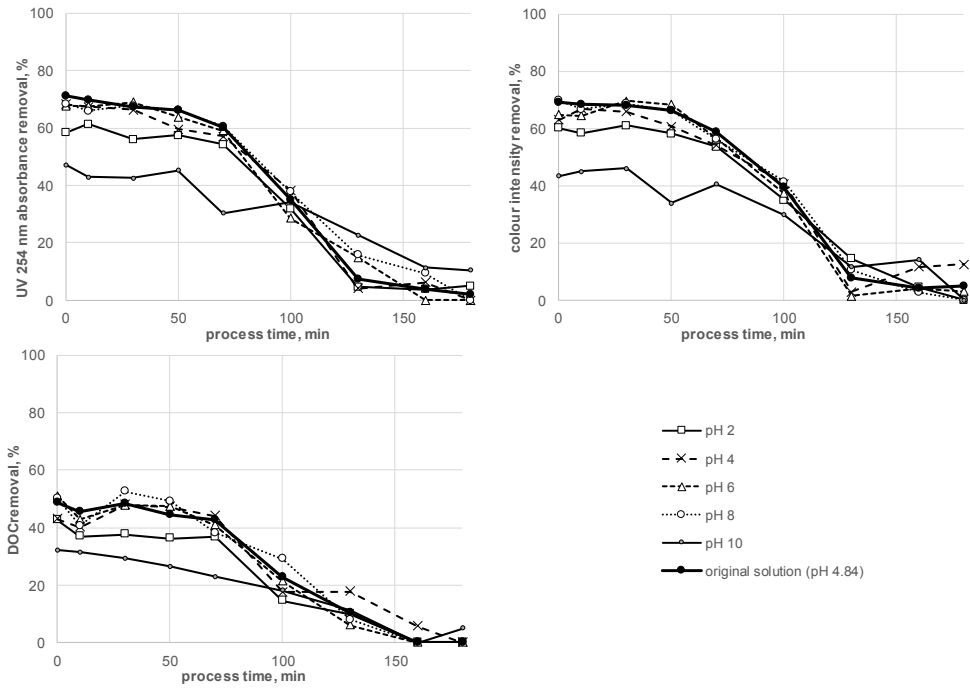 100
80
60
40
20
0
0 50 100 150
UV 254 nm absorbance removal, %
process time, min
100
80
60
40
20
0
0 50 100 150
colour intensity removal, %
process time, min
100
80
60
40
20
0
0 50 100 150
DOCremoval, %
process time, min
pH 2
pH 4
pH 6
pH 8
pH 10
original solution (pH 4.84)